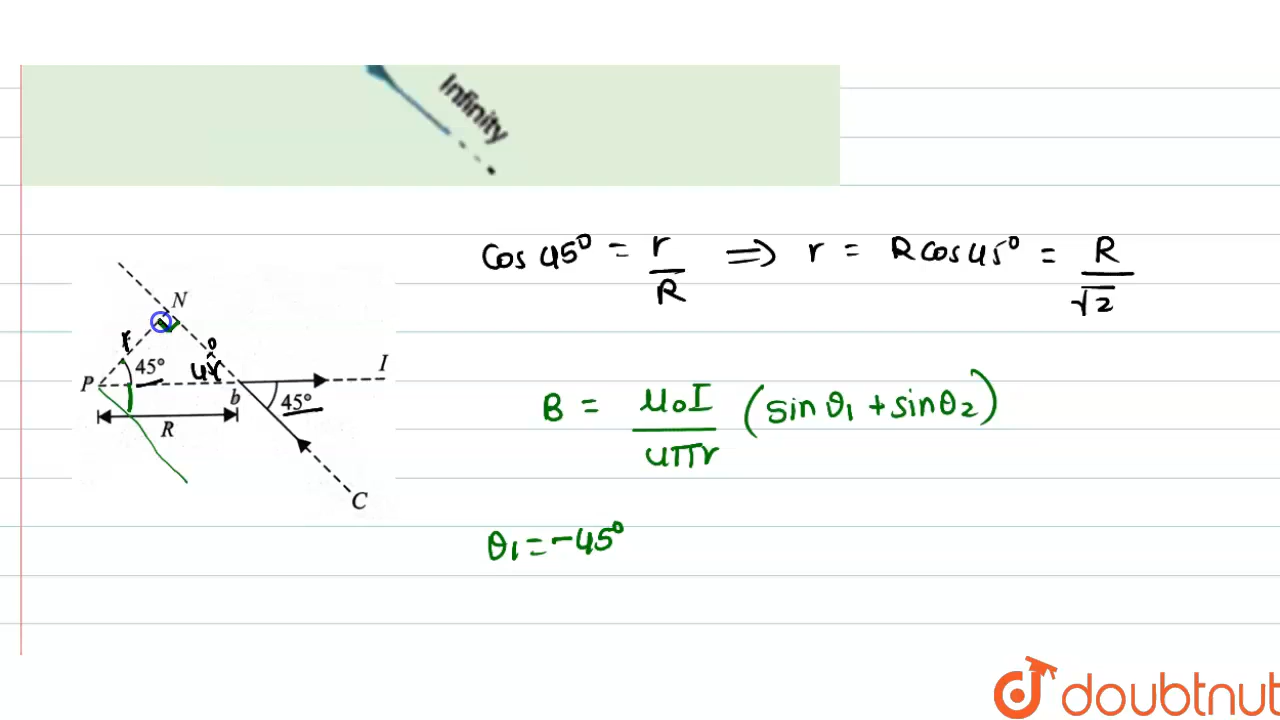 Infinity
cos 45° = r/R ⟹ r = R cos 45° = R/√2
N
r
45°
45°
P
b
I
45°
R
C
B = μ₀I/4πr (sin θ₁ + sin θ₂)
θ₁ = -45°
doubtnut